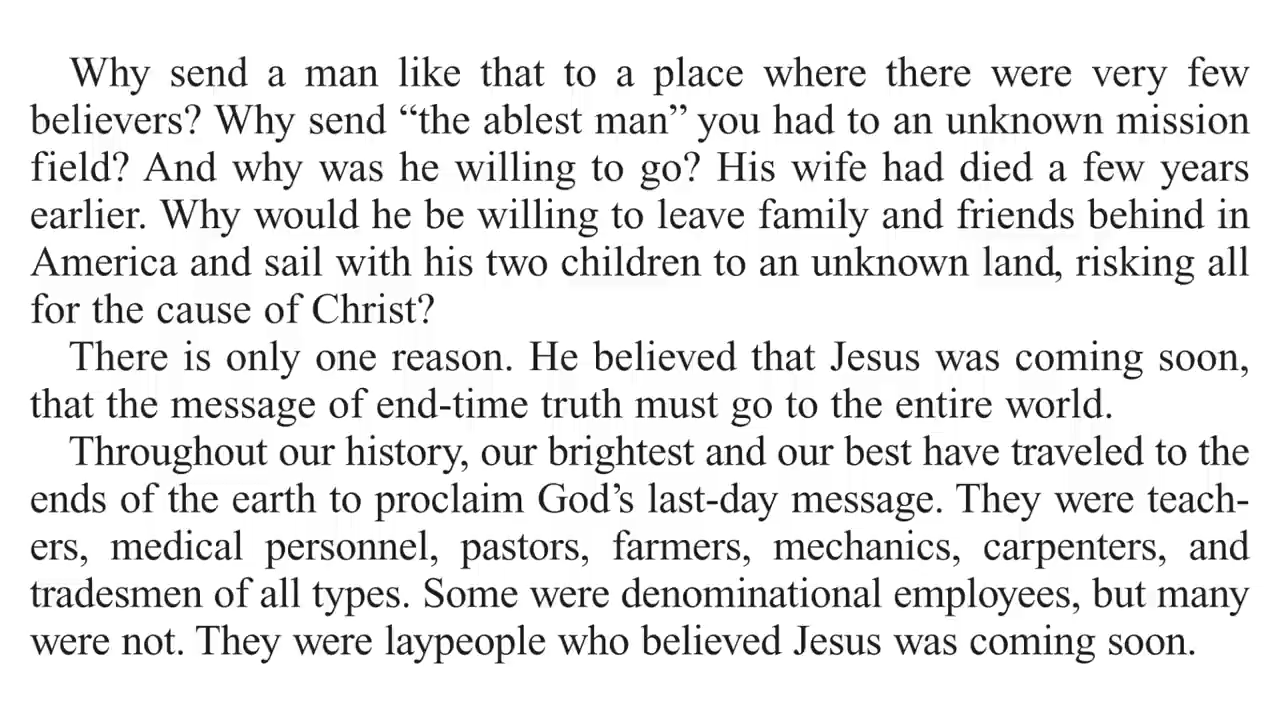 Why send a man like that to a place where there were very few
believers? Why send “the ablest man” you had to an unknown mission
field? And why was he willing to go? His wife had died a few years
earlier. Why would he be willing to leave family and friends behind in
America and sail with his two children to an unknown land, risking all
for the cause of Christ?
There is only one reason. He believed that Jesus was coming soon,
that the message of end-time truth must go to the entire world.
Throughout our history, our brightest and our best have traveled to the
ends of the earth to proclaim God’s last-day message. They were teach-
ers, medical personnel, pastors, farmers, mechanics, carpenters, and
tradesmen of all types. Some were denominational employees, but many
were not. They were laypeople who believed Jesus was coming soon.